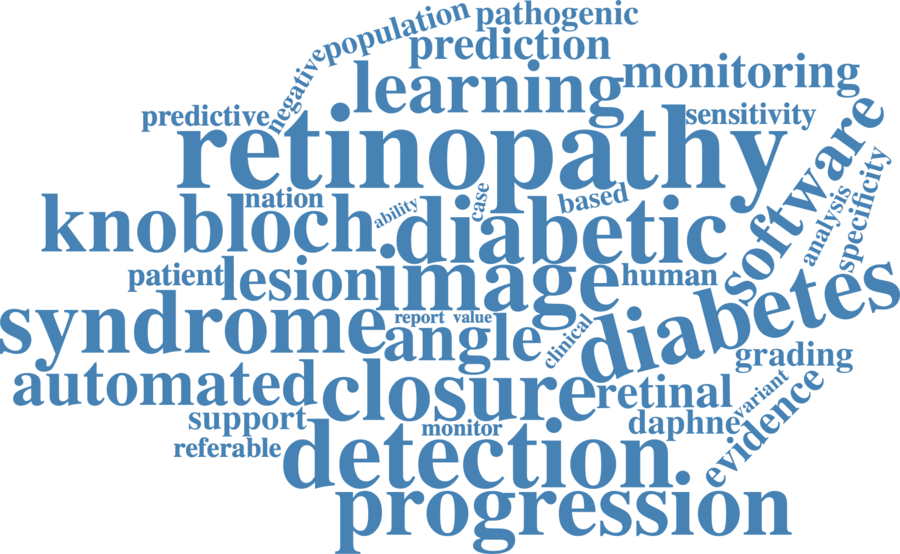 population
pathogenic
prediction
negative
learning
monitoring
predictive
retinopathy
sensitivity
software
nation
knobloch
ability
case
diabetic
based
analysis
specificity
patient
lesion
image
human
diabetes
syndrome
report value
angle
clinical
grading
automated
closure
retinal
variant
support
monitor
daphne
evidence
referable
detection
progression